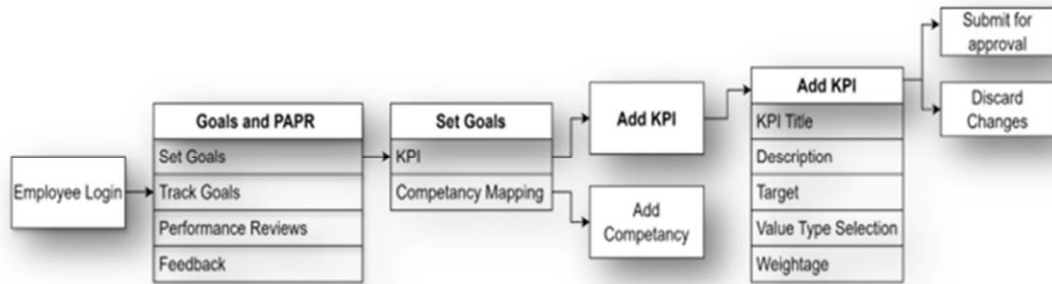 Employee Login
Goals and PAPR
Set Goals
Track Goals
Performance Reviews
Feedback
Set Goals
KPI
Competancy Mapping
Add KPI
Add
Competancy
Add KPI
KPI Title
Description
Target
Value Type Selection
Weightage
Submit for
approval
Discard
Changes